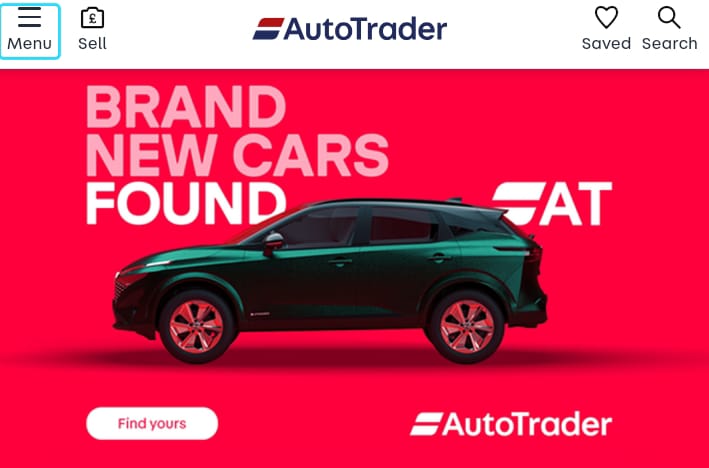 Menu
Sell
£
AutoTrader
Saved
Search
BRAND
NEW CARS
FOUND
AT
Find yours
AutoTrader